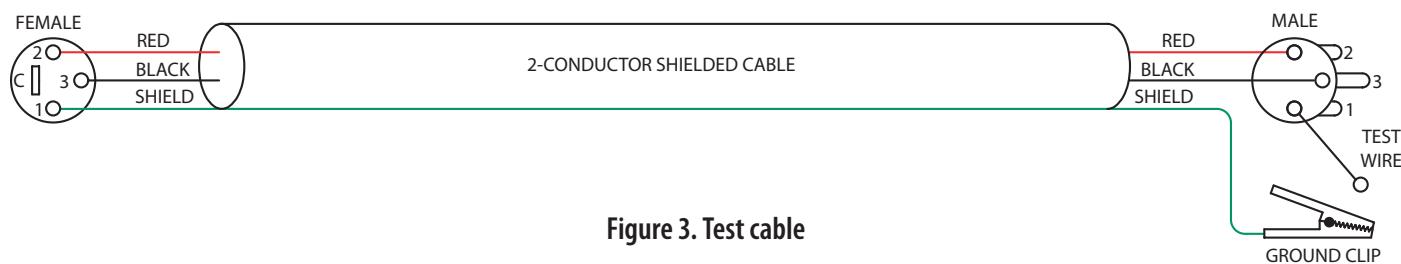 FEMALE
MALE
2
RED
2-CONDUCTOR SHIELDED CABLE
RED
2
C
3
BLACK
BLACK
3
1
SHIELD
SHIELD
1
TEST
WIRE
Figure 3. Test cable
GROUND CLIP